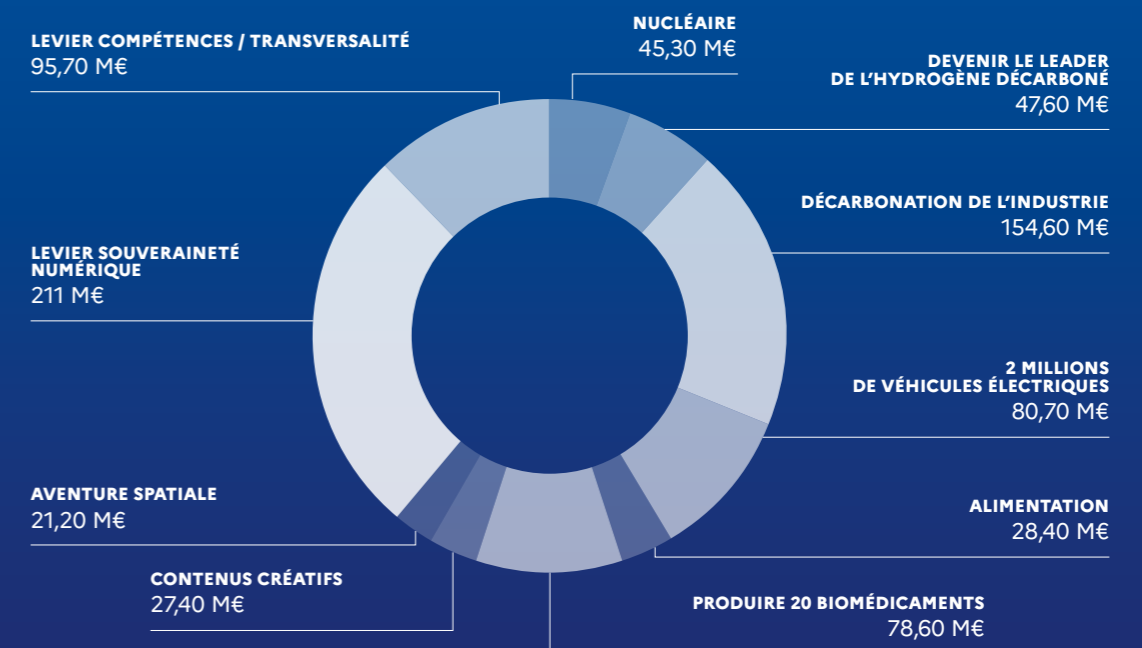 NUCLÉAIRE
45,30 M€
DEVENIR LE LEADER
DE L'HYDROGÈNE DÉCARBONÉ
47,60 M€
DÉCARBONATION DE L'INDUSTRIE
154,60 M€
2 MILLIONS
DE VÉHICULES ÉLECTRIQUES
80,70 M€
ALIMENTATION
28,40 M€
PRODUIRE 20 BIOMÉDICAMENTS
78,60 M€
CONTENUS CRÉATIFS
27,40 M€
AVENTURE SPATIALE
21,20 M€
LEVIER SOUVERAINETÉ
NUMÉRIQUE
211 M€
LEVIER COMPÉTENCES / TRANSVERSALITÉ
95,70 M€